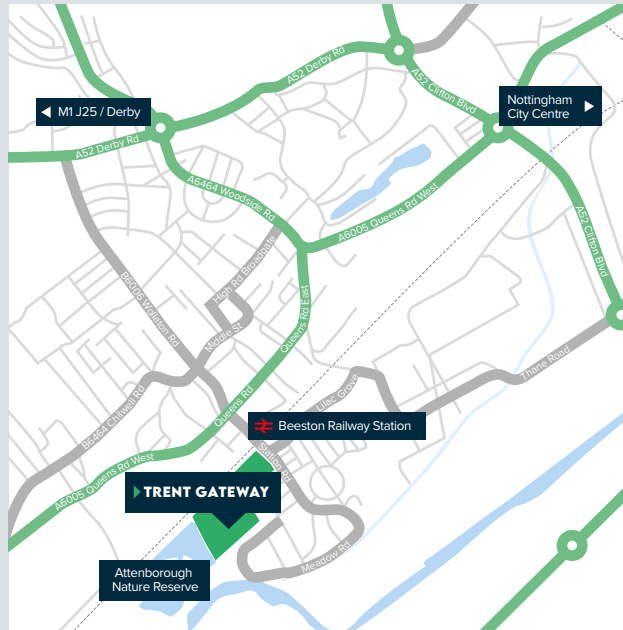 A52 Derby Rd
A52 Clifton Blvd
M1 J25 / Derby
Nottingham
City Centre
A52 Derby Rd
A6464 Woodside Rd
A6005 Queens Rd West
A52 Clifton Blvd
High Rd Broadgate
B6006 Wollaton Rd
Queens Rd East
Middle St
Thane Road
Lilac Grove
B6464 Chilwell Rd
Queens Rd
Beeston Railway Station
Station Rd
A6005 Queens Rd West
TRENT GATEWAY
Meadow Rd
Attenborough
Nature Reserve